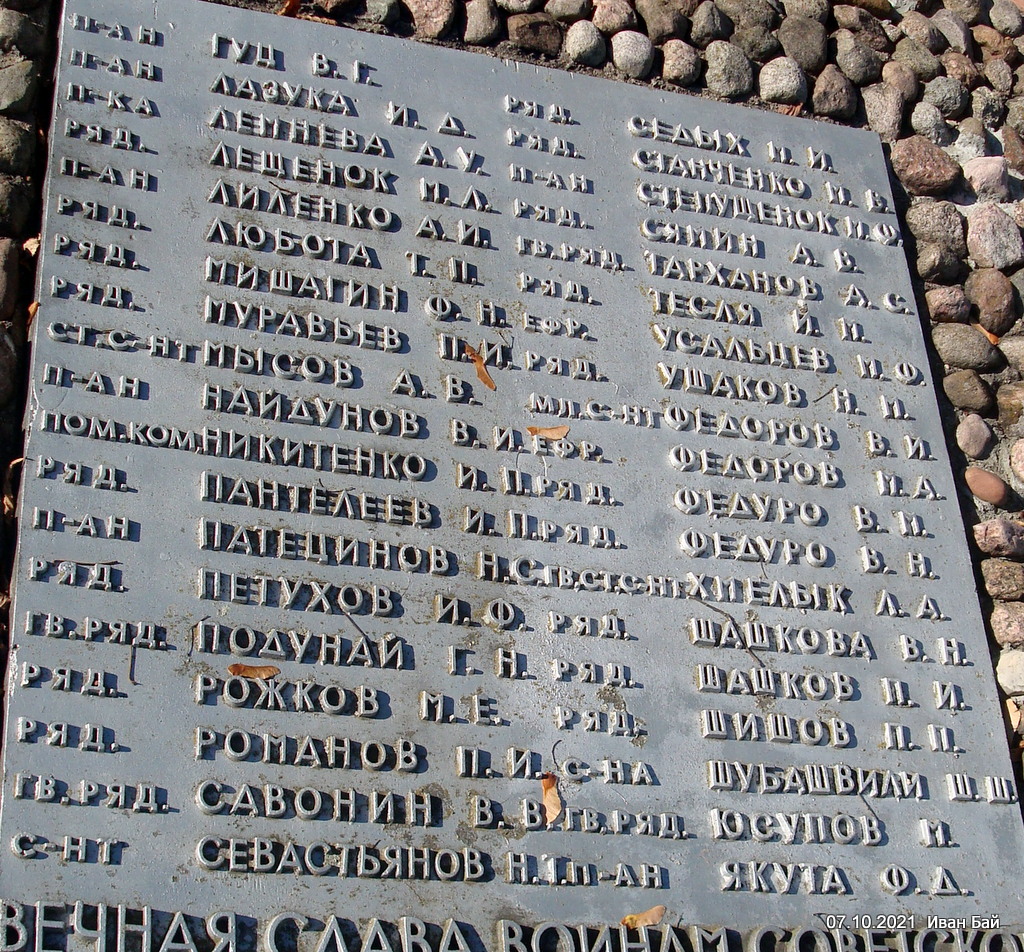 П-АН ГУЦ В. Г.
П-АН ЛАЗУКА И. Д.
П-КА ЛЕПНЕВА А. У.
РЯД. ЛЕЩЕНОК М. Л.
П-АН ЛИЛЕНКО А. И.
РЯД. ЛЮБОТА Т. П.
РЯД. МИШАГИН Ф. Н.
РЯД. МУРАВЬЕВ П. И.
СТ.С-НТ МЫСОВ А. В.
П-АН НАЙДУНОВ В. И.
ПОМ.КОМ. НИКИТЕНКО И. П.
РЯД. ПАНТЕЛЕЕВ И. П.
П-АН ПАТЕЦИНОВ Н. С.
РЯД. ПЕТУХОВ И. Ф.
ГВ.РЯД. ПОДУНАЙ Г. Н.
РЯД. РОЖКОВ М. Е.
РЯД. РОМАНОВ П. И.
ГВ.РЯД. САВОНИН В. В.
С-НТ СЕВАСТЬЯНОВ Н. Т.
РЯД. СЕДЫХ И. И.
РЯД. СТАНЧЕНКО И. В.
П-АН СТЕПУЩЕНОК И. Ф.
РЯД. СЯНИН А. В.
ГВ.РЯД. ТАРХАНОВ А. С.
РЯД. ТЕСЛЯ И. И.
ЕФР. УСАЛЬЦЕВ Н. Ф.
РЯД. УШАКОВ Н. И.
МЛ.С-НТ ФЕДОРОВ В. И.
ЕФР. ФЕДОРОВ М. Д.
РЯД. ФЕДУРО В. Н.
РЯД. ФЕДУРО В. Н.
ГВ.СТ.С-НТ ХМЕЛЫК Л. А.
РЯД. ШАШКОВА В. Н.
РЯД. ШАШКОВ П. И.
РЯД. ШИШОВ П. П.
С-НА ШУБАШВИЛИ Ш. Ш.
ГВ.РЯД. ЮСУПОВ М.
П-АН ЯКУТА Ф. Д.
ВЕЧНАЯ СЛАВА ВОИНАМ
07.10.2021 Иван Бай